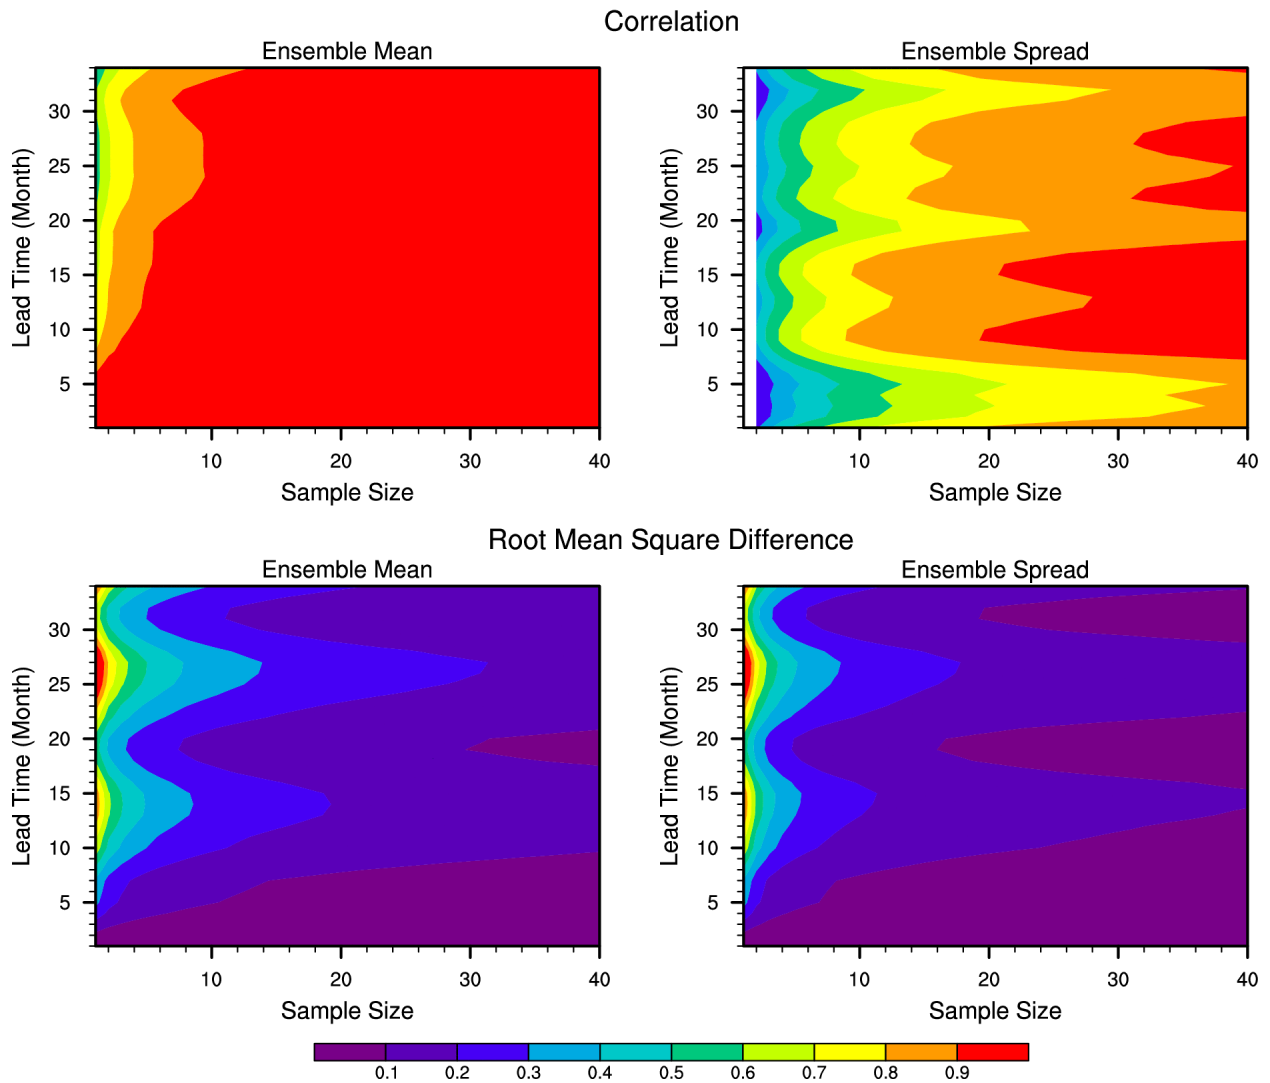 Correlation
Ensemble Mean
Ensemble Spread
30
25
20
15
10
5
Lead Time (Month)
10 20 30 40
Sample Size
30
25
20
15
10
5
Lead Time (Month)
10 20 30 40
Sample Size
Root Mean Square Difference
Ensemble Mean
Ensemble Spread
30
25
20
15
10
5
Lead Time (Month)
10 20 30 40
Sample Size
30
25
20
15
10
5
Lead Time (Month)
10 20 30 40
Sample Size
0.1 0.2 0.3 0.4 0.5 0.6 0.7 0.8 0.9